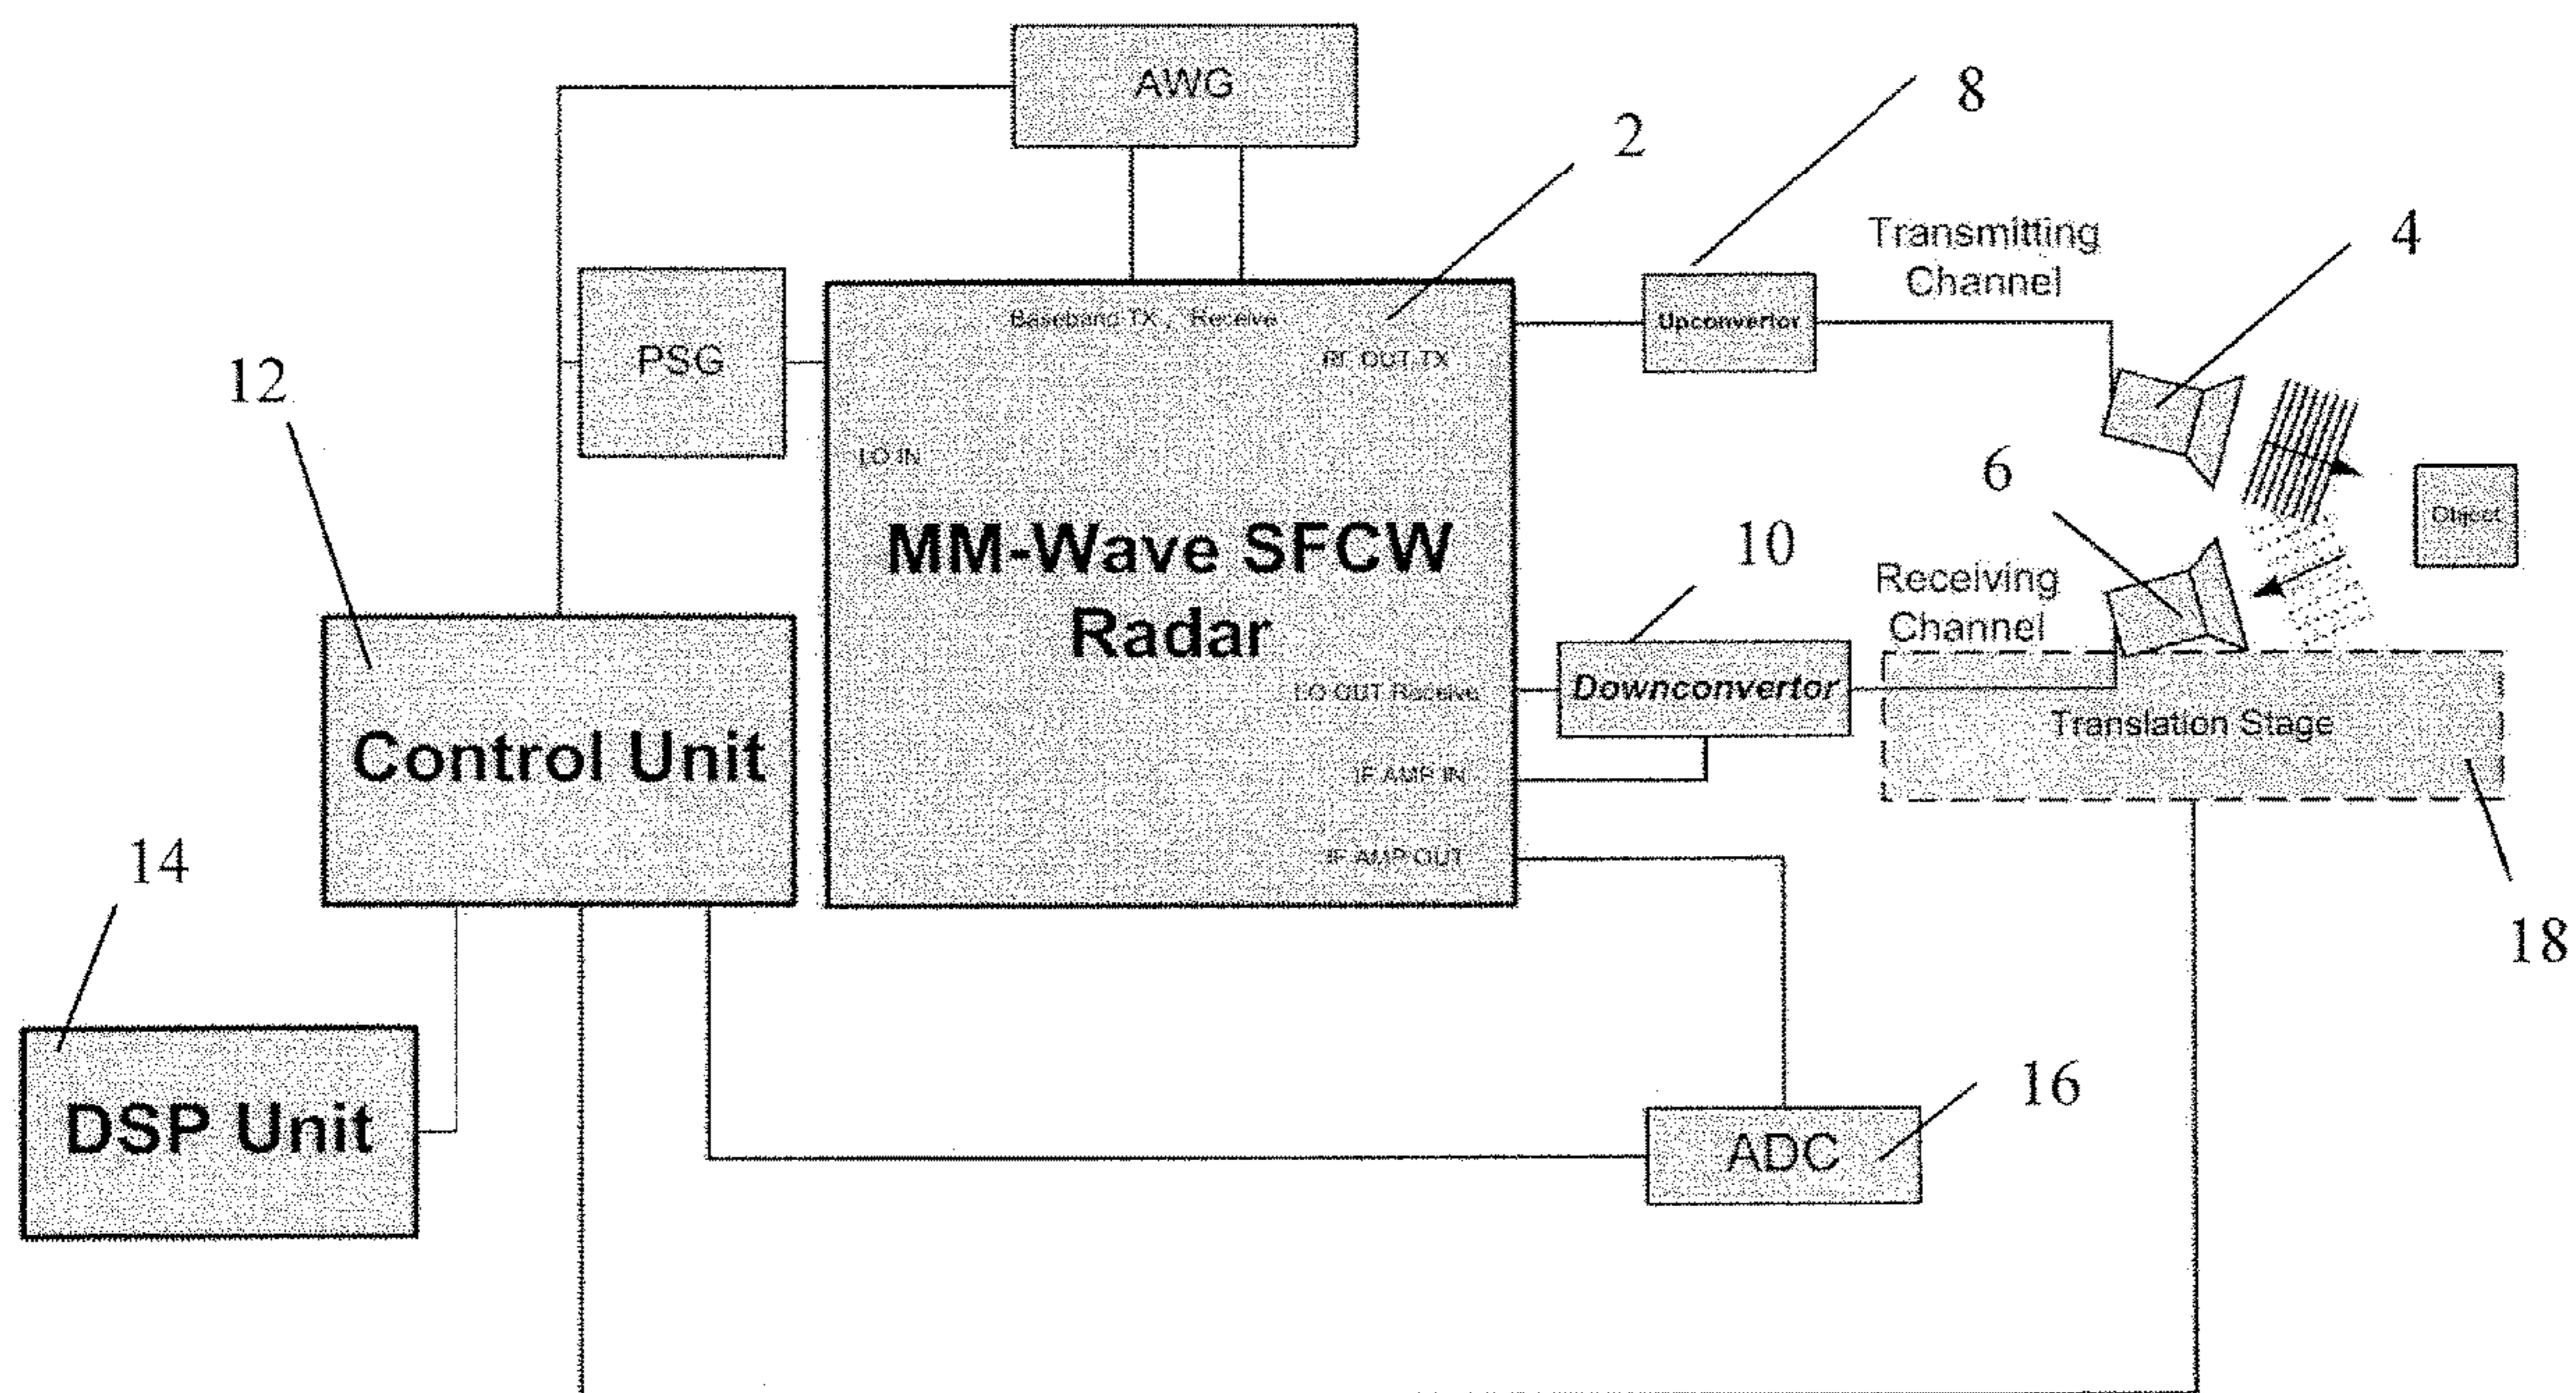 AWG
8
2
Transmitting
Channel
4
Baseband TX , Receive
Upconvertor
PSG
RF OUT TX
12
LO IN
6
Object
MM-Wave SFCW
Radar
10
Receiving
Channel
LO OUT Receive
Downconvertor
Translation Stage
Control Unit
IF AMP IN
14
IF AMP OUT
18
16
DSP Unit
ADC